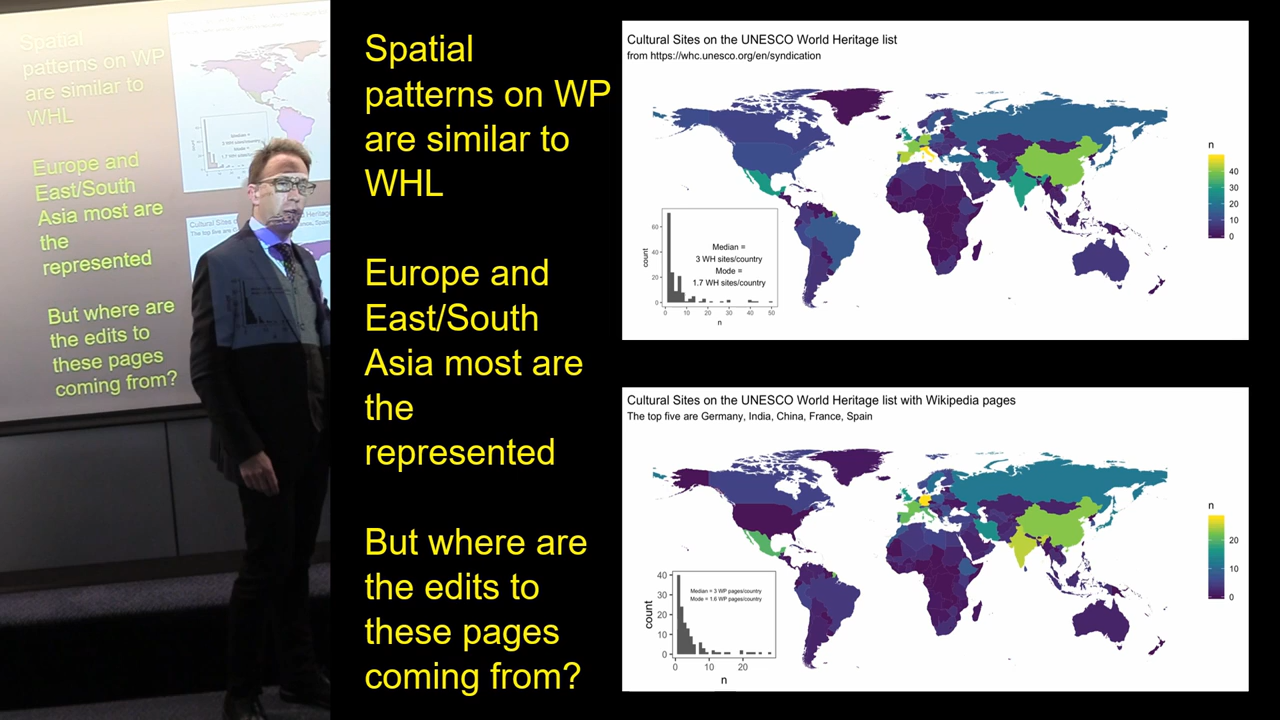 Spatial
patterns on WP
are similar to
WHL
Europe and
East/South
Asia most are
the
represented
But where are
the edits to
these pages
coming from?
Spatial
patterns on WP
are similar to
WHL
Europe and
East/South
Asia most are
the
represented
But where are
the edits to
these pages
coming from?
Cultural Sites on the UNESCO World Heritage list
from https://whc.unesco.org/en/syndication
n
40
30
20
10
0
count
60
40
20
0
Median =
3 WH sites/country
Mode =
1.7 WH sites/country
0 10 20 30 40 50
n
Cultural Sites on the UNESCO World Heritage list with Wikipedia pages
The top five are Germany, India, China, France, Spain
n
20
10
0
count
40
30
20
10
0
Median = 3 WP pages/country
Mode = 1.6 WP pages/country
0 10 20
n